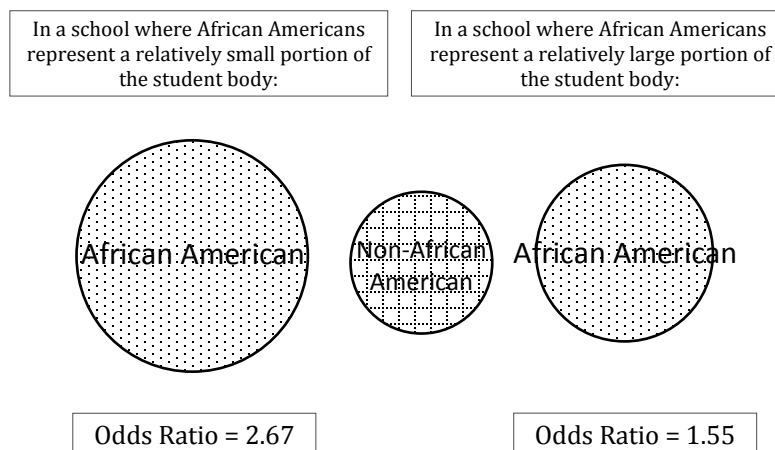 In a school where African Americans
represent a relatively small portion of
the student body:
In a school where African Americans
represent a relatively large portion of
the student body:
African American
Non-African
American
African American
Odds Ratio = 2.67
Odds Ratio = 1.55